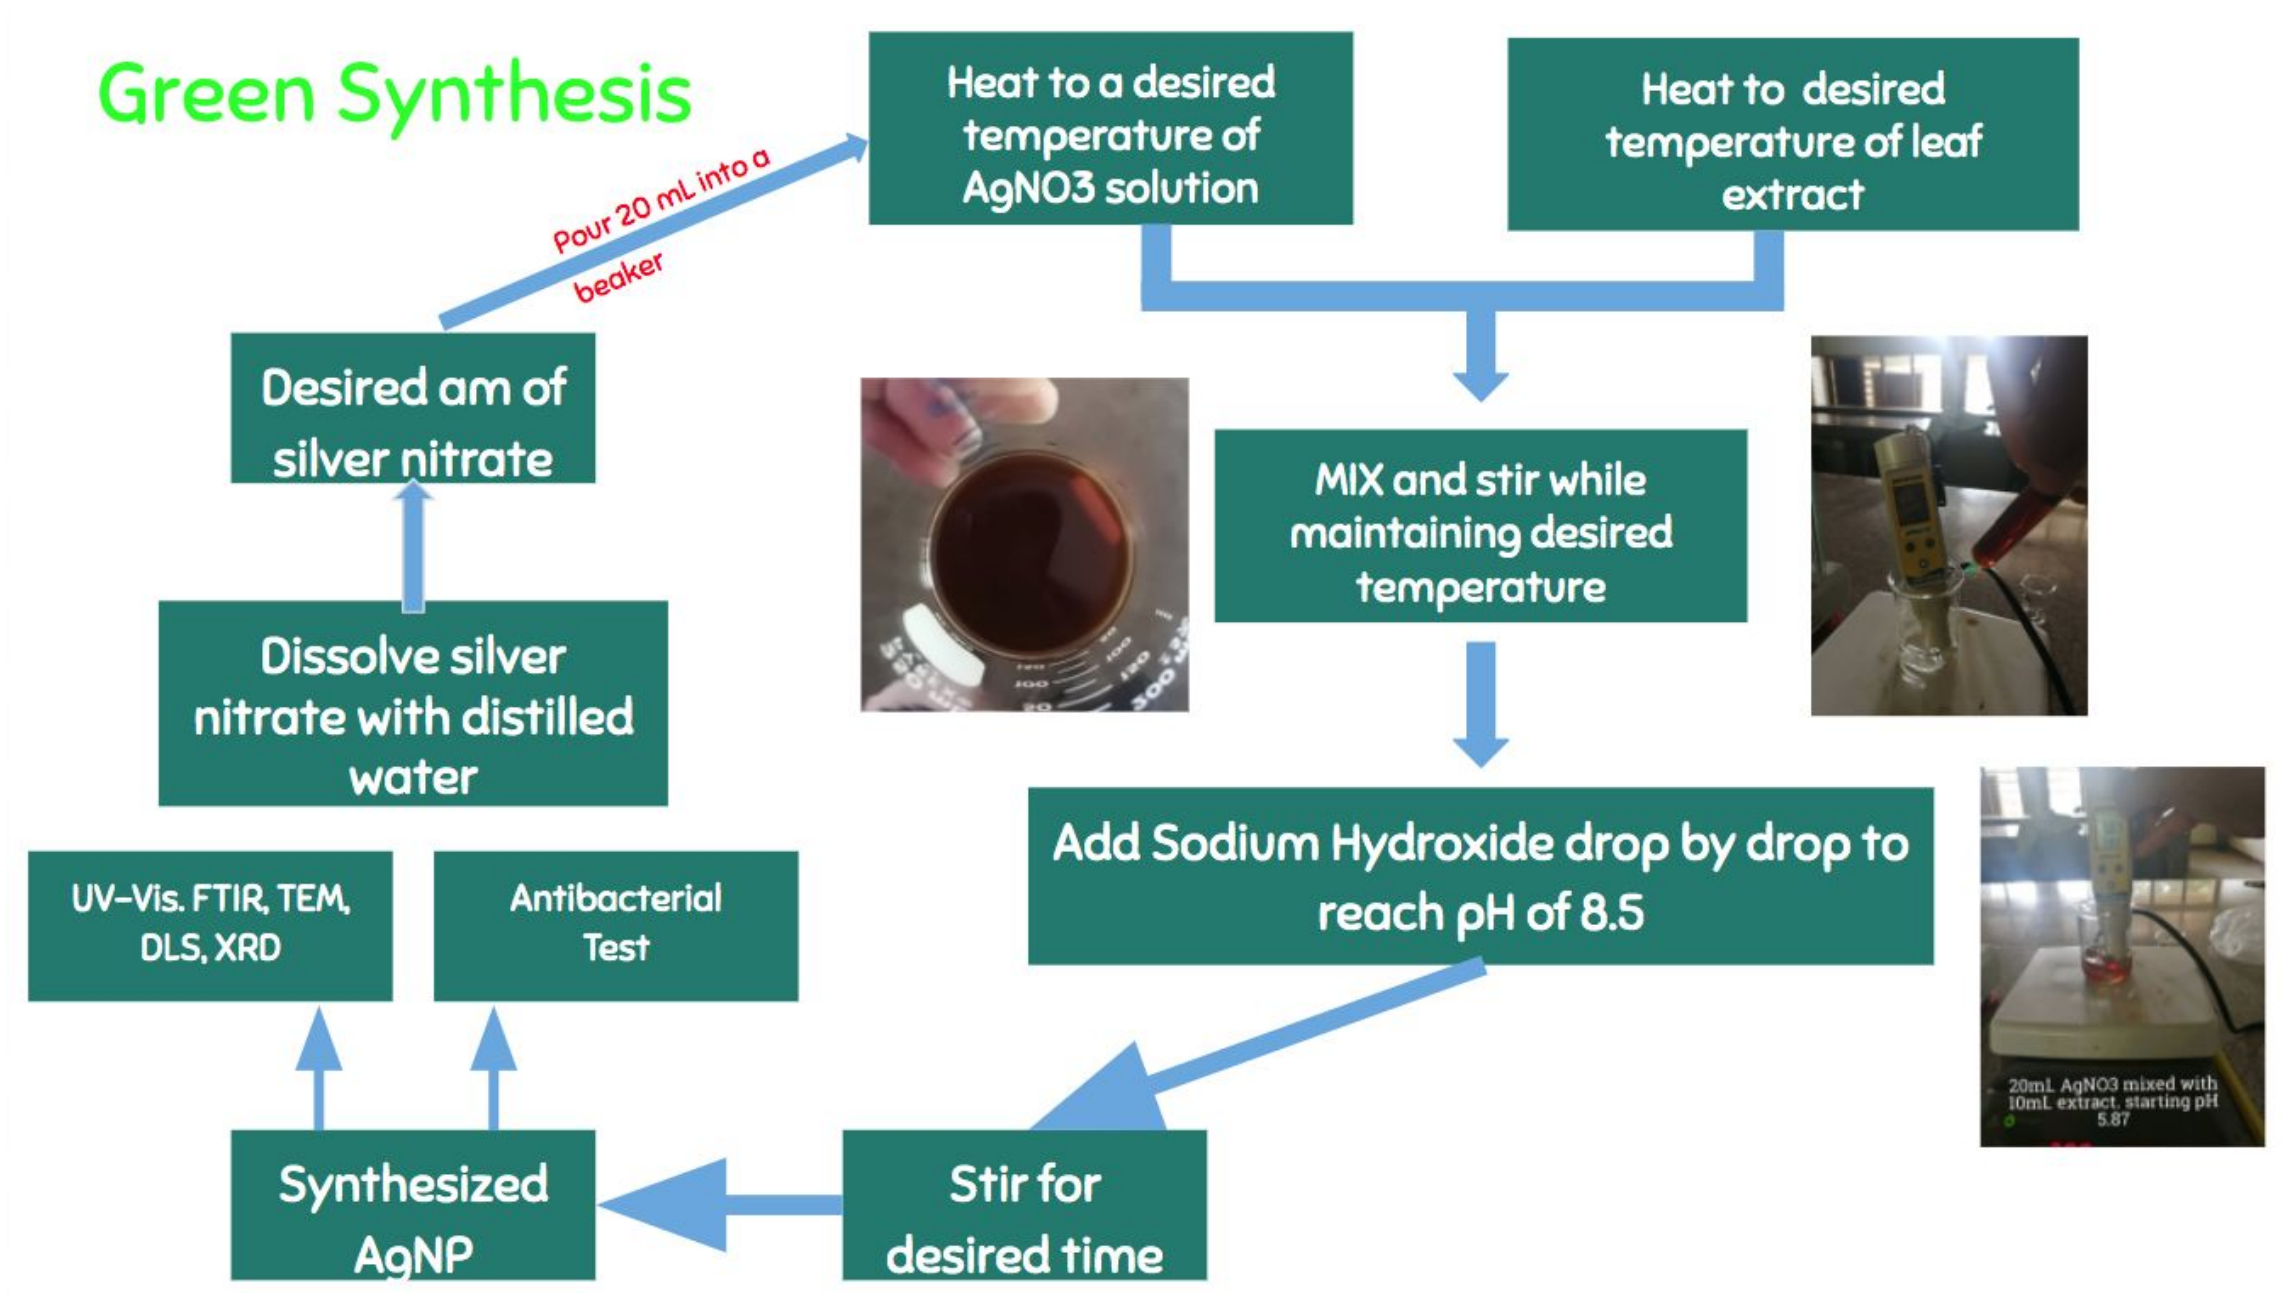 Green Synthesis
Dissolve silver
nitrate with distilled
water
Desired am of
silver nitrate
Pour 20 mL into a
beaker
Heat to a desired
temperature of
AgNO3 solution
Heat to desired
temperature of leaf
extract
MIX and stir while
maintaining desired
temperature
Add Sodium Hydroxide drop by drop to
reach pH of 8.5
20mL AgNO3 mixed with
10mL extract. starting pH
5.87
Stir for
desired time
Synthesized
AgNP
UV-Vis. FTIR, TEM,
DLS, XRD
Antibacterial
Test